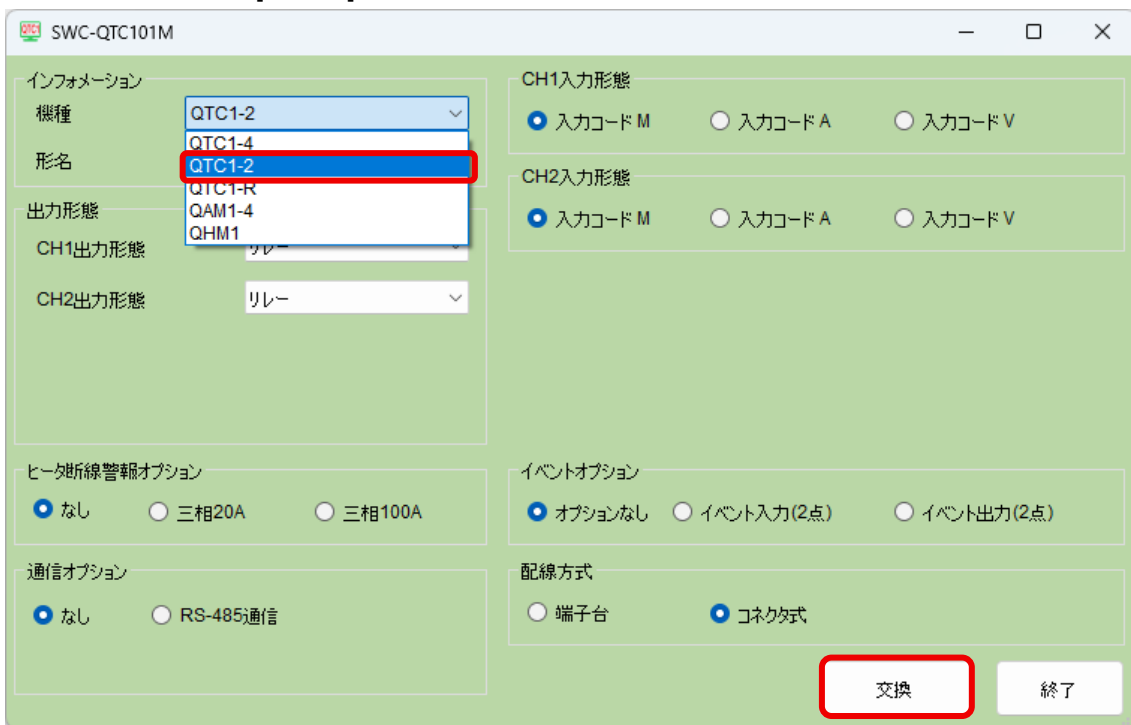 SWC-QTC101M
インフォメーション
機種
QTC1-2
QTC1-4
QTC1-2
QTC1-R
QAM1-4
QHM1
形名
出力形態
CH1出力形態
リレー
CH2出力形態
リレー
CH1入力形態
入力コード M
入力コード A
入力コード V
CH2入力形態
入力コード M
入力コード A
入力コード V
ヒータ断線警報オプション
なし
三相20A
三相100A
イベントオプション
オプションなし
イベント入力(2点)
イベント出力(2点)
通信オプション
なし
RS-485通信
配線方式
端子台
コネクタ式
交換
終了